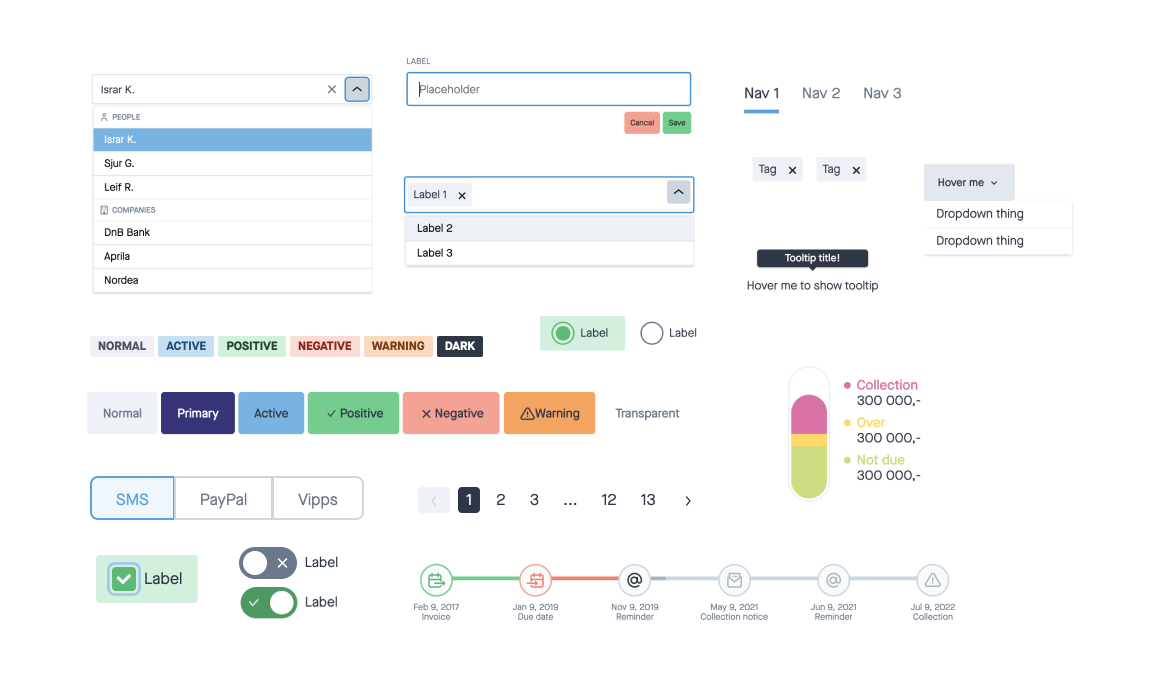 Israr K.
PEOPLE
Israr K.
Sjur G.
Leif R.
COMPANIES
DnB Bank
Aprila
Nordea
LABEL
Placeholder
Cancel Save
Label 1
Label 2
Label 3
Nav 1 Nav 2 Nav 3
Tag Tag
Hover me
Dropdown thing
Dropdown thing
Tooltip title!
Hover me to show tooltip
NORMAL ACTIVE POSITIVE NEGATIVE WARNING DARK
Label Label
Normal Primary Active Positive Negative Warning Transparent
Collection
300 000,-
Over
300 000,-
Not due
300 000,-
SMS PayPal Vipps
1 2 3 ... 12 13
Label
Label
Label
Feb 9, 2017
Invoice
Jan 9, 2019
Due date
Nov 9, 2019
Reminder
May 9, 2021
Collection notice
Jun 9, 2021
Reminder
Jul 9, 2022
Collection